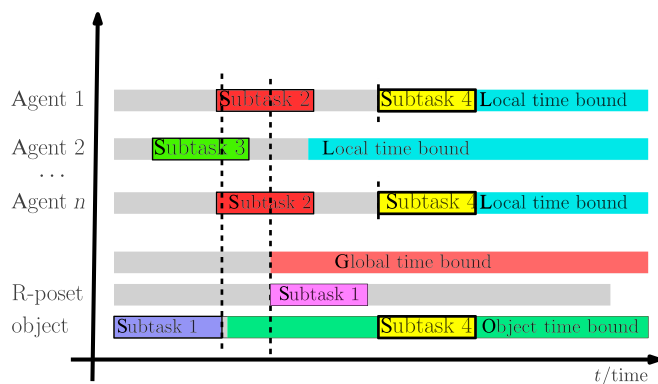 Agent 1 Subtask 2 Subtask 4 Local time bound
Agent 2 Subtask 3 Local time bound
...
Agent n Subtask 2 Subtask 4 Local time bound
Global time bound
R-poset Subtask 1
object Subtask 1 Subtask 4 Object time bound
t/time